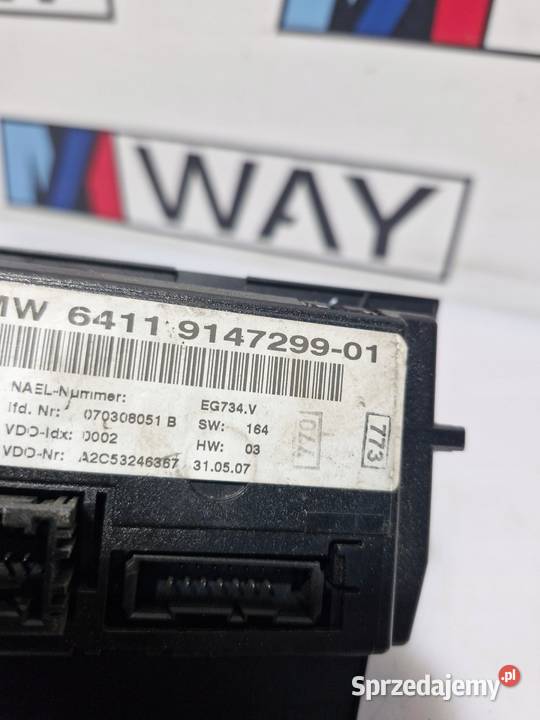 WAY
MW 6411 9147299-01
NAEL-Nummer: EG734.V
lfd. Nr: 070308051 B SW: 164
VDO-Idx: 0002 HW: 03
VDO-Nr: A2C53246367 31.05.07
770
773
Sprzedajemy.pl